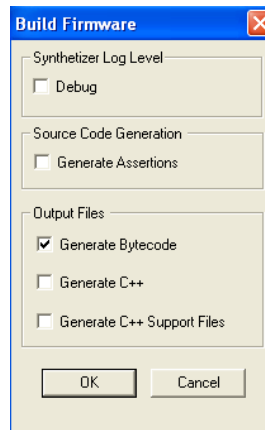 Build Firmware
Synthetizer Log Level
Debug
Source Code Generation
Generate Assertions
Output Files
Generate Bytecode
Generate C++
Generate C++ Support Files
OK
Cancel